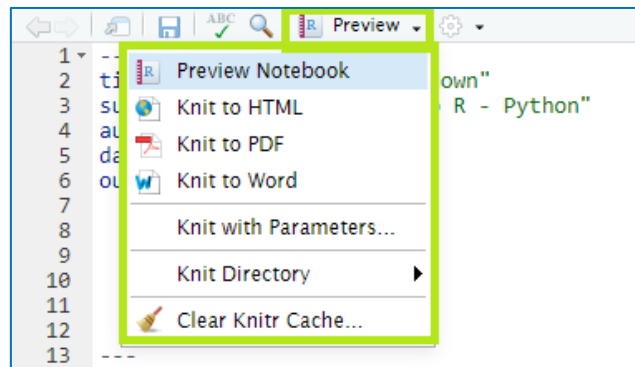 ABC Preview
1 --
2 ti own"
3 su R - Python"
4 au
5 da
6 ou
7
8
9
10
11
12
13 ---
Preview Notebook
Knit to HTML
Knit to PDF
Knit to Word
Knit with Parameters...
Knit Directory
Clear Knitr Cache...